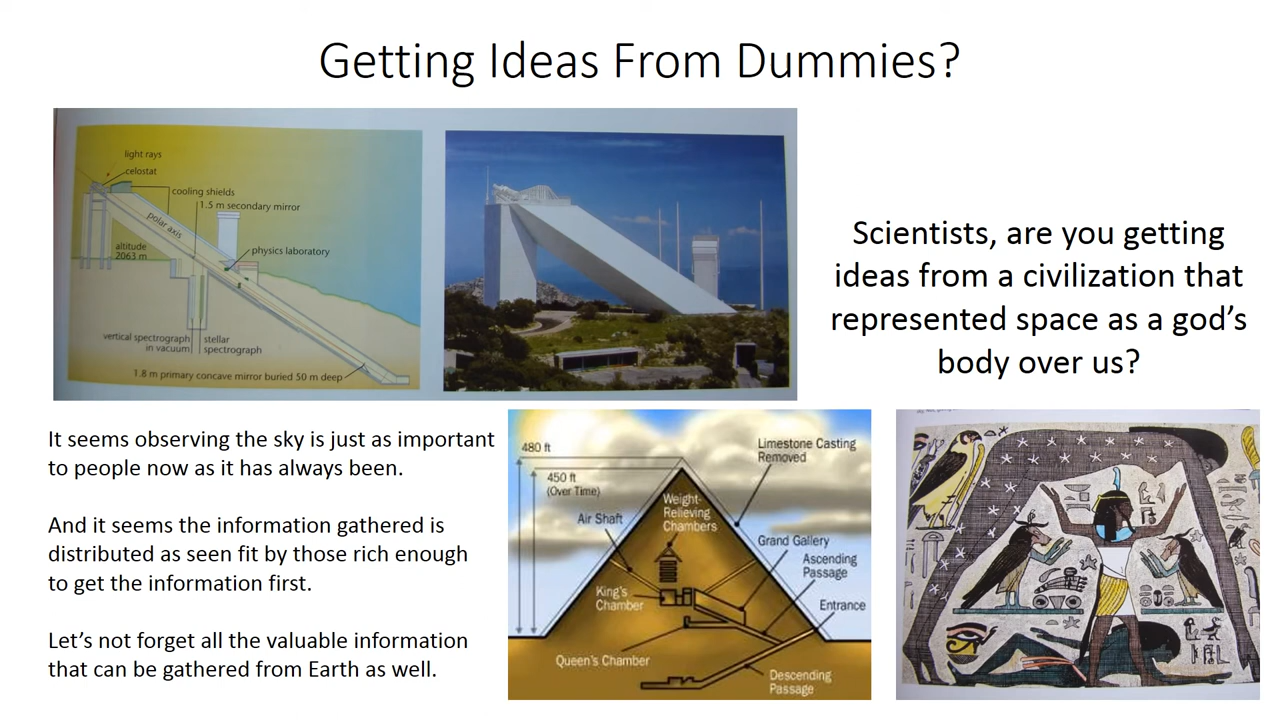 Getting Ideas From Dummies?
light rays
celostat
cooling shields
1.5 m secondary mirror
polar axis
altitude
2063 m
physics laboratory
vertical spectrograph
in vacuum
stellar
spectrograph
1.8 m primary concave mirror buried 50 m deep
Scientists, are you getting
ideas from a civilization that
represented space as a god’s
body over us?
It seems observing the sky is just as important
to people now as it has always been.
And it seems the information gathered is
distributed as seen fit by those rich enough
to get the information first.
Let’s not forget all the valuable information
that can be gathered from Earth as well.
480 ft
450 ft
(Over Time)
Limestone Casting
Removed
Weight-
Relieving
Chambers
Air Shaft
Grand Gallery
Ascending
Passage
King's
Chamber
Entrance
Queen's Chamber
Descending
Passage